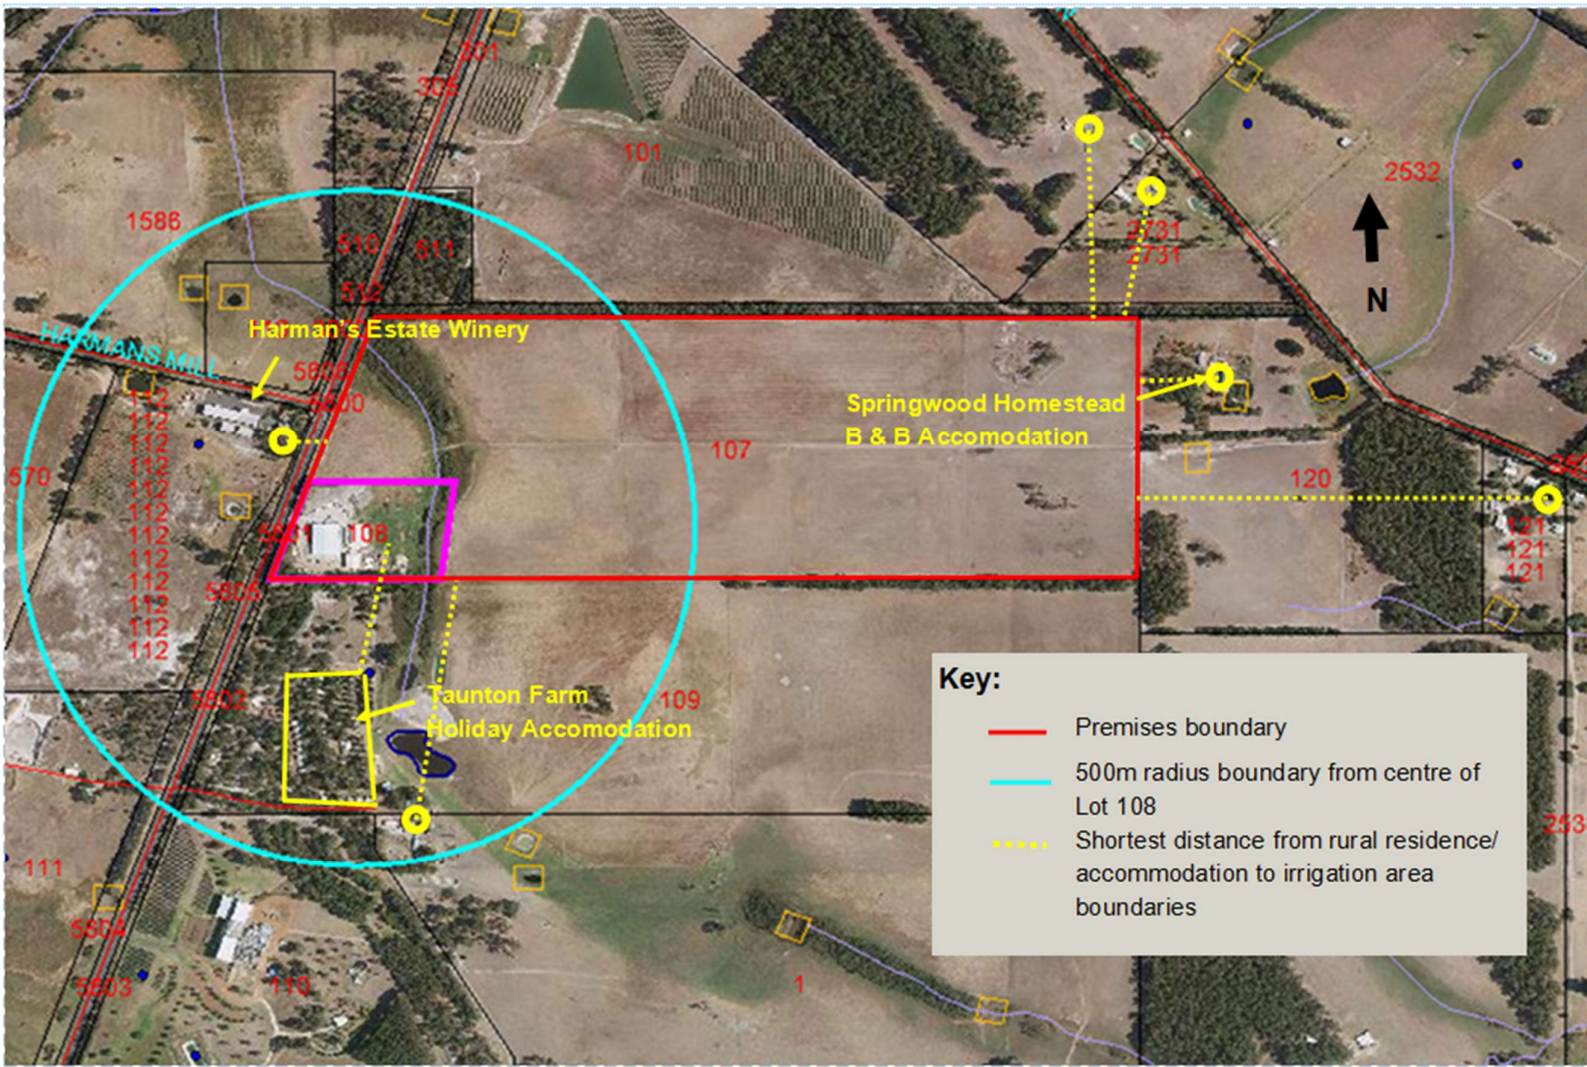 301
305
101
2532
1586
510
511
2731
2731
512
N
Harman's Estate Winery
HARMANS MILL
5806
5800
Springwood Homestead
B & B Accomodation
112
112
112
112
112
112
112
112
112
112
112
112
107
570
120
108
121
121
121
Key:
Premises boundary
500m radius boundary from centre of
Lot 108
Shortest distance from rural residence/
accommodation to irrigation area
boundaries
5802
Taunton Farm
Holiday Accomodation
109
111
5804
5803
110
1